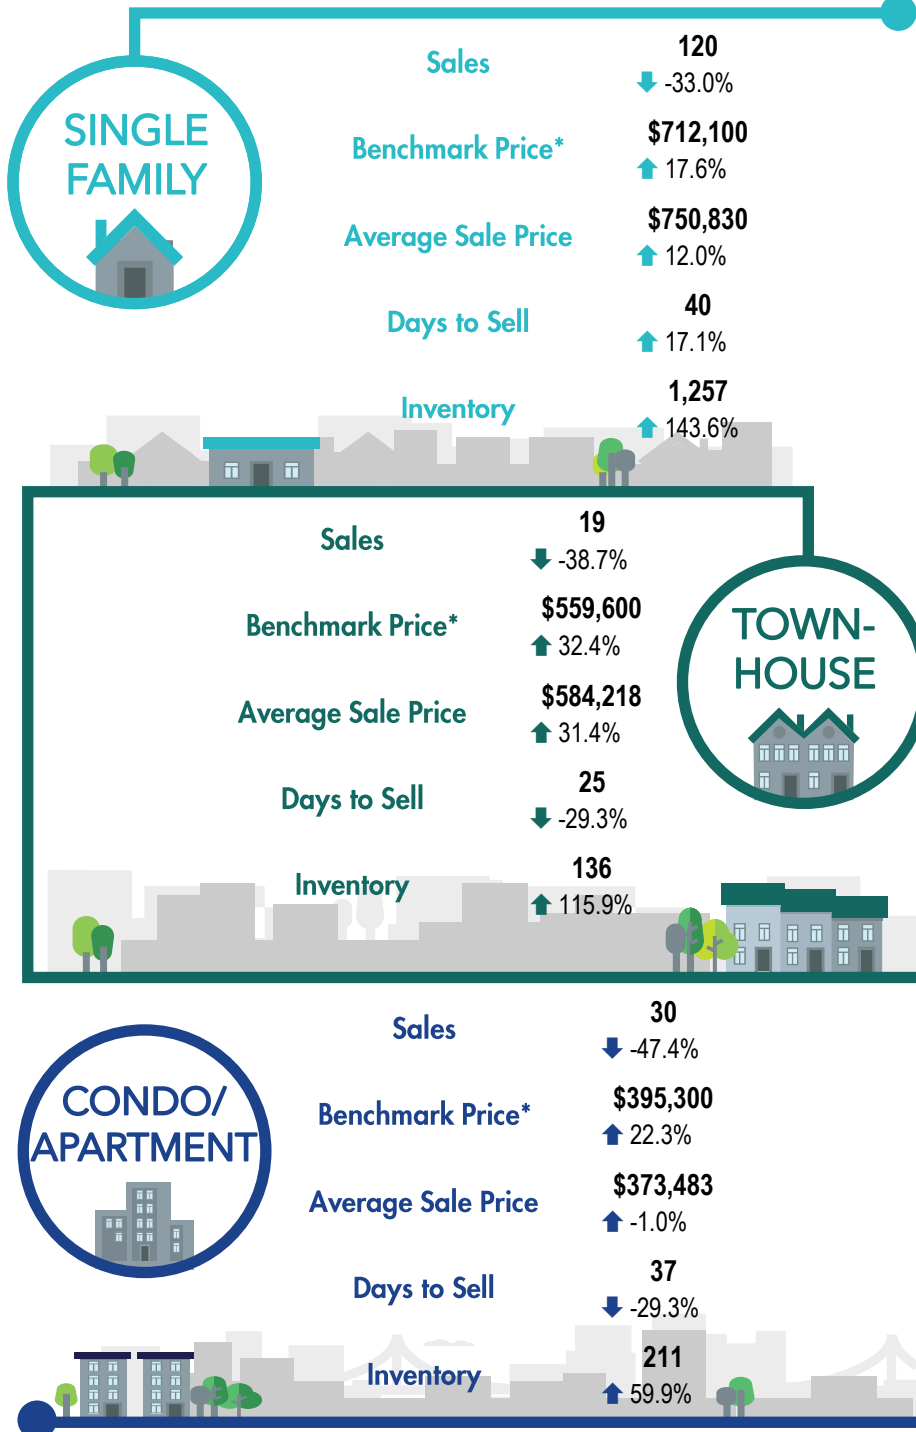 SINGLE
FAMILY
Sales
120
-33.0%
Benchmark Price*
$712,100
17.6%
Average Sale Price
$750,830
12.0%
Days to Sell
40
17.1%
Inventory
1,257
143.6%
TOWN-
HOUSE
Sales
19
-38.7%
Benchmark Price*
$559,600
32.4%
Average Sale Price
$584,218
31.4%
Days to Sell
25
-29.3%
Inventory
136
115.9%
CONDO/
APARTMENT
Sales
30
-47.4%
Benchmark Price*
$395,300
22.3%
Average Sale Price
$373,483
-1.0%
Days to Sell
37
-29.3%
Inventory
211
59.9%